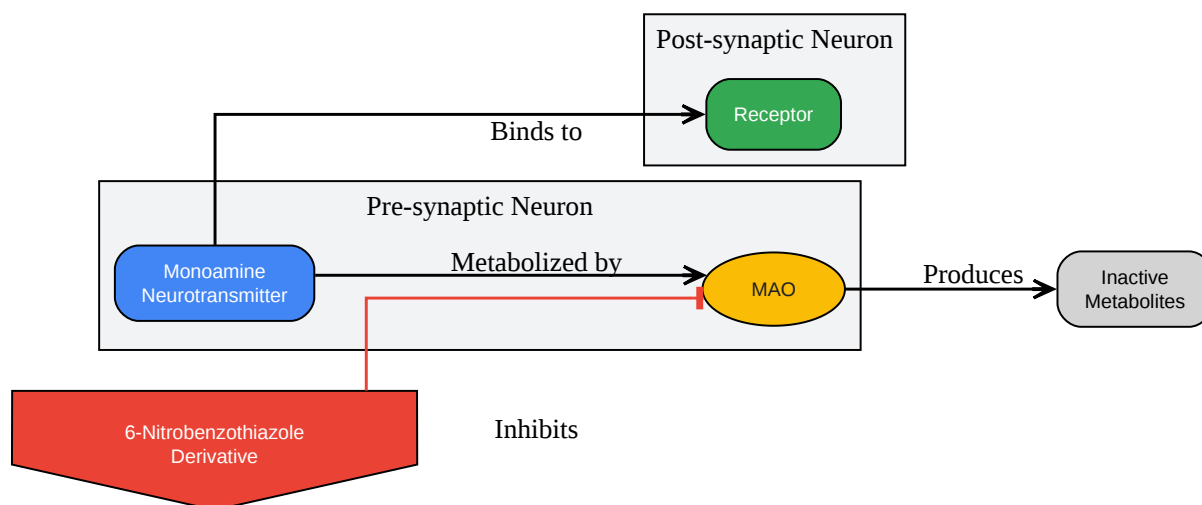 Post-synaptic Neuron
Receptor
Binds to
Pre-synaptic Neuron
Monoamine
Neurotransmitter
Metabolized by
MAO
Produces
Inactive
Metabolites
6-Nitrobenzothiazole
Derivative
Inhibits